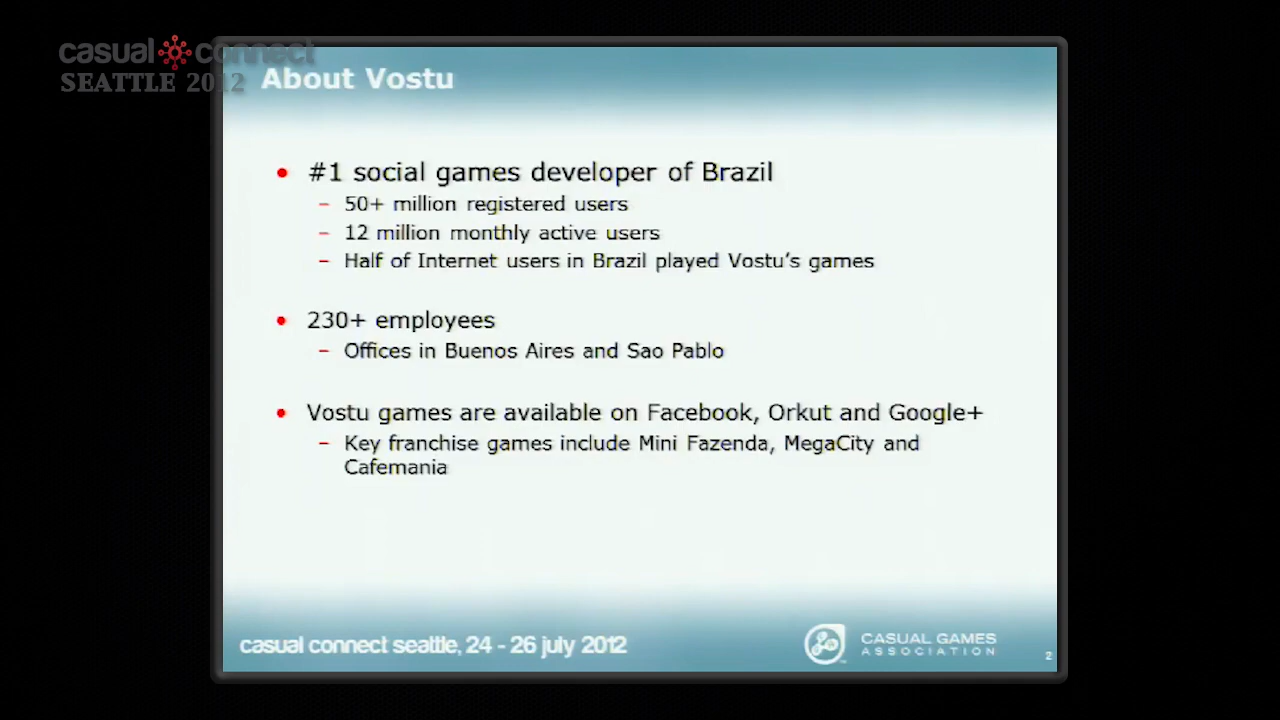 casual connect
SEATTLE 2012
About Vostu
#1 social games developer of Brazil
50+ million registered users
12 million monthly active users
Half of Internet users in Brazil played Vostu's games
230+ employees
Offices in Buenos Aires and Sao Pablo
Vostu games are available on Facebook, Orkut and Google+
Key franchise games include Mini Fazenda, MegaCity and
Cafemania
casual connect seattle, 24 - 26 july 2012
CASUAL GAMES
ASSOCIATION
2